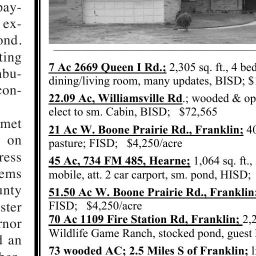 pay-
ex-
ond.
ting
abu-
con-
met
on
ress
ems
unty
ster
rnor
d an
7 Ac 2669 Queen I Rd.; 2,305 sq. ft., 4 bed
dining/living room, many updates, BISD; $
22.09 Ac, Williamsville Rd.; wooded & op
elect to sm. Cabin, BISD; $72,565
21 Ac W. Boone Prairie Rd., Franklin; 40
pasture; FISD; $4,250/acre
45 Ac, 734 FM 485, Hearne; 1,064 sq. ft.,
mobile, att. 2 car carport, sm. pond, HISD;
51.50 Ac W. Boone Prairie Rd., Franklin;
FISD; $4,250/acre
70 Ac 1109 Fire Station Rd, Franklin; 2,2
Wildlife Game Ranch, stocked pond, guest
73 wooded AC; 2.5 Miles S of Franklin;